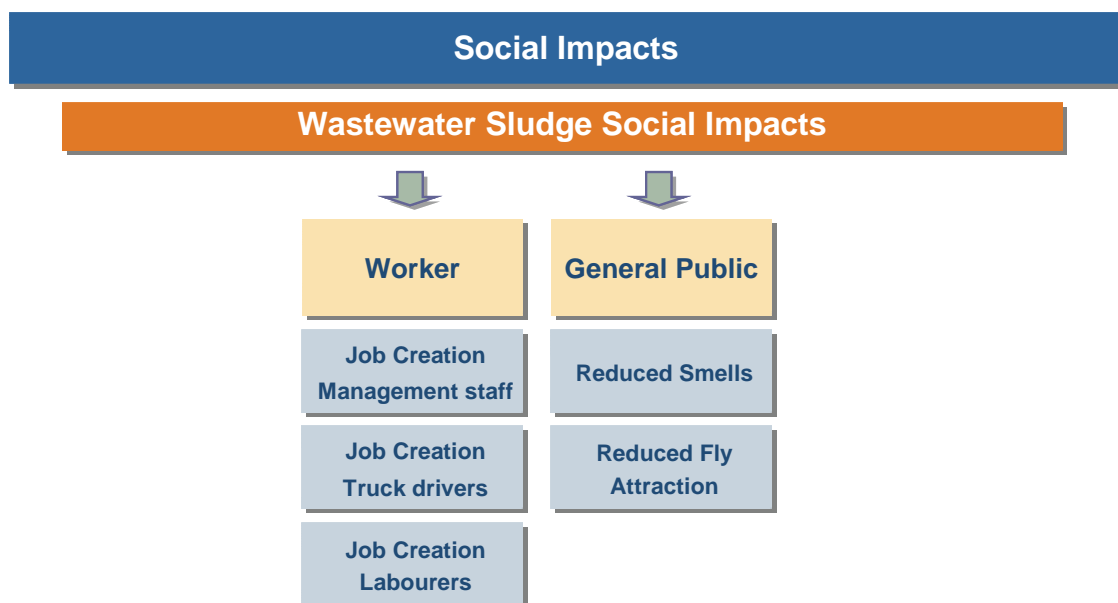 Social Impacts
Wastewater Sludge Social Impacts
Worker
General Public
Job Creation
Management staff
Reduced Smells
Job Creation
Truck drivers
Reduced Fly
Attraction
Job Creation
Labourers